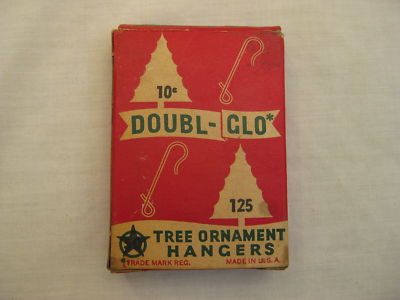 10¢
DOUBL-GLO*
125
TREE ORNAMENT
HANGERS
TRADE MARK REG. MADE IN U.S.A.